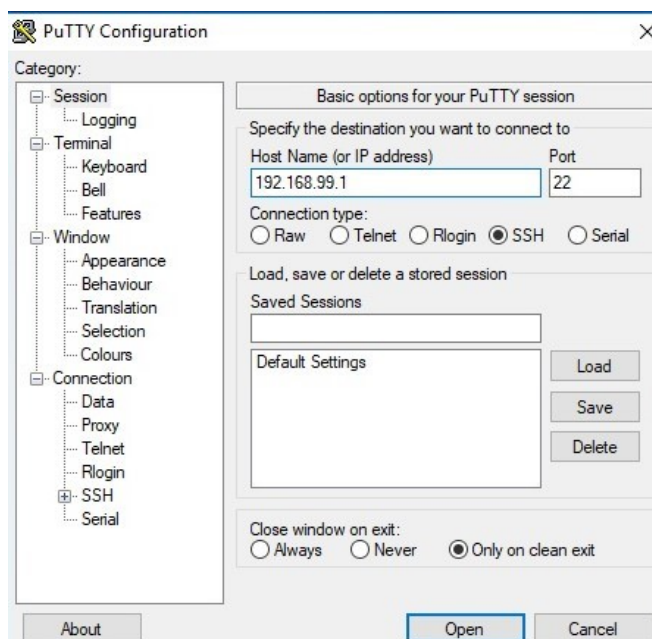 PuTTY Configuration
Category:
Session
Logging
Terminal
Keyboard
Bell
Features
Window
Appearance
Behaviour
Translation
Selection
Colours
Connection
Data
Proxy
Telnet
Rlogin
SSH
Serial
Basic options for your PuTTY session
Specify the destination you want to connect to
Host Name (or IP address) Port
192.168.99.1 22
Connection type:
Raw Telnet Rlogin SSH Serial
Load, save or delete a stored session
Saved Sessions
Default Settings
Load
Save
Delete
Close window on exit:
Always Never Only on clean exit
About Open Cancel